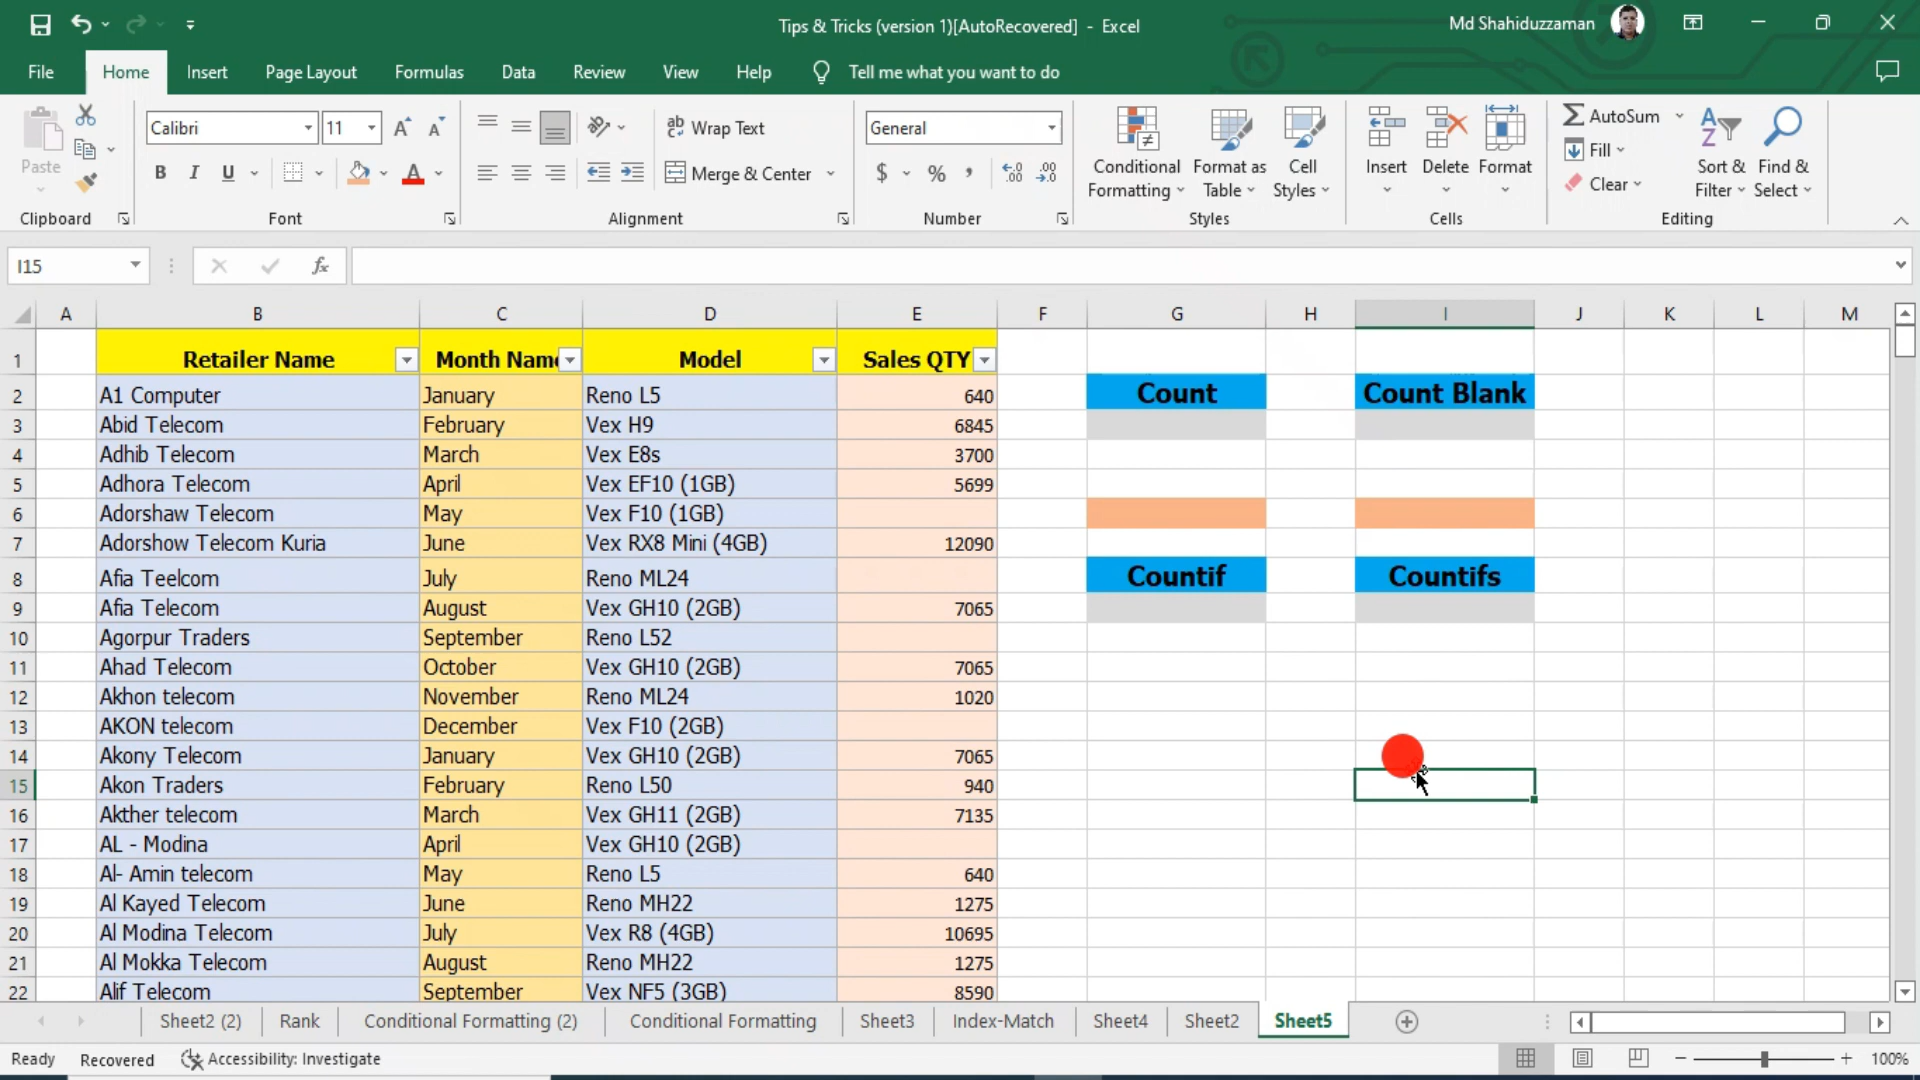 Tips & Tricks (version 1)[AutoRecovered] - Excel
Md Shahiduzzaman
File Home Insert Page Layout Formulas Data Review View Help Tell me what you want to do
Paste
Clipboard
Calibri 11
B I U A
Font
Wrap Text
Merge & Center
Alignment
General
$ % ,
Number
Conditional Formatting
Format as Table
Cell Styles
Styles
Insert Delete Format
Cells
AutoSum
Fill
Clear
Sort & Filter
Find & Select
Editing
I15 fx
A B C D E F G H I J K L M
1 Retailer Name Month Name Model Sales QTY
2 A1 Computer January Reno L5 640 Count Count Blank
3 Abid Telecom February Vex H9 6845
4 Adhib Telecom March Vex E8s 3700
5 Adhora Telecom April Vex EF10 (1GB) 5699
6 Adorshaw Telecom May Vex F10 (1GB)
7 Adorshow Telecom Kuria June Vex RX8 Mini (4GB) 12090
8 Afia Teelcom July Reno ML24 Countif Countifs
9 Afia Telecom August Vex GH10 (2GB) 7065
10 Agorpur Traders September Reno L52
11 Ahad Telecom October Vex GH10 (2GB) 7065
12 Akhon telecom November Reno ML24 1020
13 AKON telecom December Vex F10 (2GB)
14 Akony Telecom January Vex GH10 (2GB) 7065
15 Akon Traders February Reno L50 940
16 Akther telecom March Vex GH11 (2GB) 7135
17 AL - Modina April Vex GH10 (2GB)
18 Al- Amin telecom May Reno L5 640
19 Al Kayed Telecom June Reno MH22 1275
20 Al Modina Telecom July Vex R8 (4GB) 10695
21 Al Mokka Telecom August Reno MH22 1275
22 Alif Telecom September Vex NF5 (3GB) 8590
Sheet2 (2) Rank Conditional Formatting (2) Conditional Formatting Sheet3 Index-Match Sheet4 Sheet2 Sheet5
Ready Recovered Accessibility: Investigate 100%